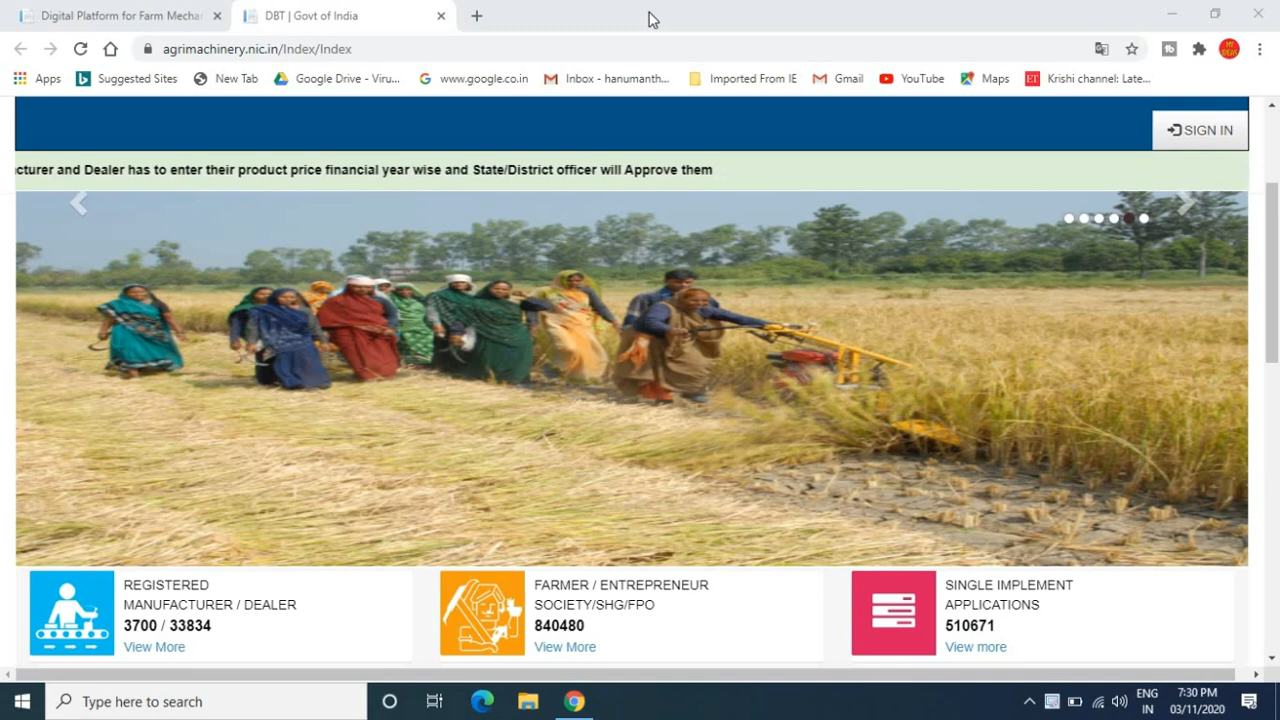 Digital Platform for Farm Mecha
DBT | Govt of India
agrimachinery.nic.in/Index/Index
Apps
Suggested Sites
New Tab
Google Drive - Viru...
www.google.co.in
Inbox - hanumanth...
Imported From IE
Gmail
YouTube
Maps
ET
Krishi channel: Late...
SIGN IN
cturer and Dealer has to enter their product price financial year wise and State/District officer will Approve them
REGISTERED
MANUFACTURER / DEALER
3700 / 33834
View More
FARMER / ENTREPRENEUR
SOCIETY/SHG/FPO
840480
View More
SINGLE IMPLEMENT
APPLICATIONS
510671
View more
Type here to search
ENG
IN
7:30 PM
03/11/2020